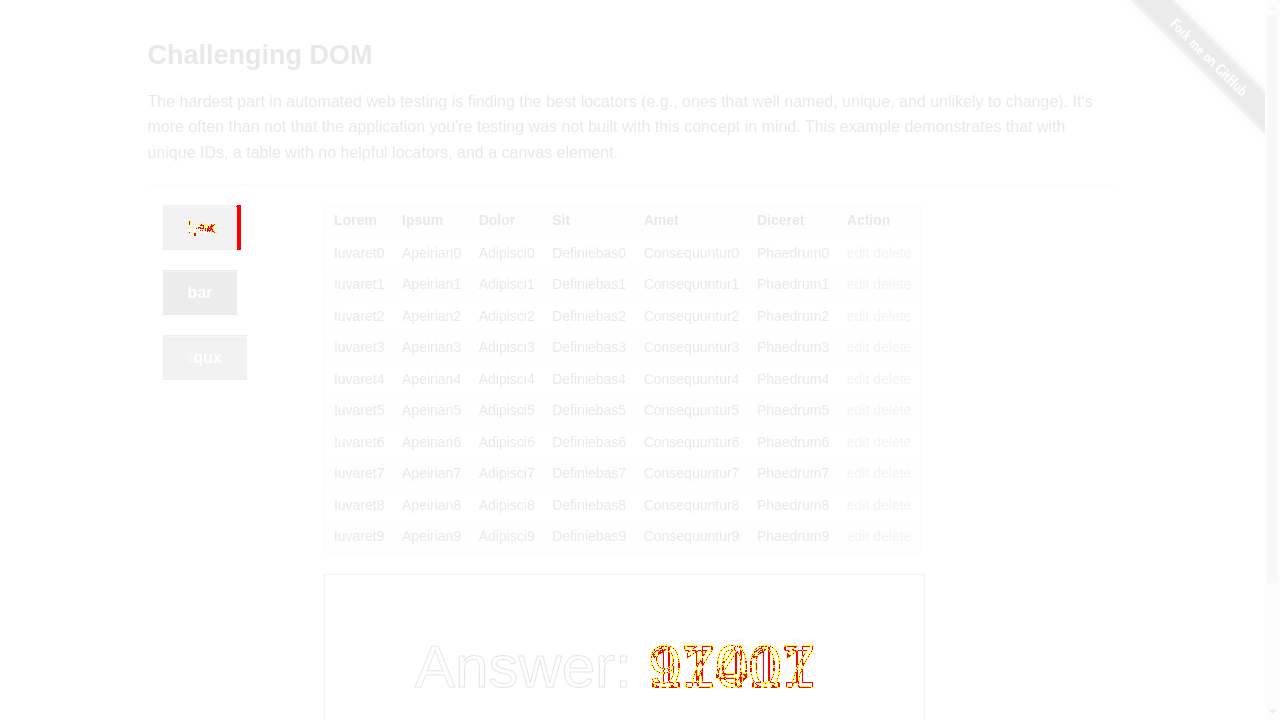 Fork me on GitHub
Challenging DOM
The hardest part in automated web testing is finding the best locators (e.g., ones that well named, unique, and unlikely to change). It's
more often than not that the application you're testing was not built with this concept in mind. This example demonstrates that with
unique IDs, a table with no helpful locators, and a canvas element.
bar
qux
Lorem Ipsum Dolor Sit Amet Diceret Action
Iuvaret0 Apeirian0 Adipisci0 Definiebas0 Consequuntur0 Phaedrum0 edit delete
Iuvaret1 Apeirian1 Adipisci1 Definiebas1 Consequuntur1 Phaedrum1 edit delete
Iuvaret2 Apeirian2 Adipisci2 Definiebas2 Consequuntur2 Phaedrum2 edit delete
Iuvaret3 Apeirian3 Adipisci3 Definiebas3 Consequuntur3 Phaedrum3 edit delete
Iuvaret4 Apeirian4 Adipisci4 Definiebas4 Consequuntur4 Phaedrum4 edit delete
Iuvaret5 Apeirian5 Adipisci5 Definiebas5 Consequuntur5 Phaedrum5 edit delete
Iuvaret6 Apeirian6 Adipisci6 Definiebas6 Consequuntur6 Phaedrum6 edit delete
Iuvaret7 Apeirian7 Adipisci7 Definiebas7 Consequuntur7 Phaedrum7 edit delete
Iuvaret8 Apeirian8 Adipisci8 Definiebas8 Consequuntur8 Phaedrum8 edit delete
Iuvaret9 Apeirian9 Adipisci9 Definiebas9 Consequuntur9 Phaedrum9 edit delete
Answer: